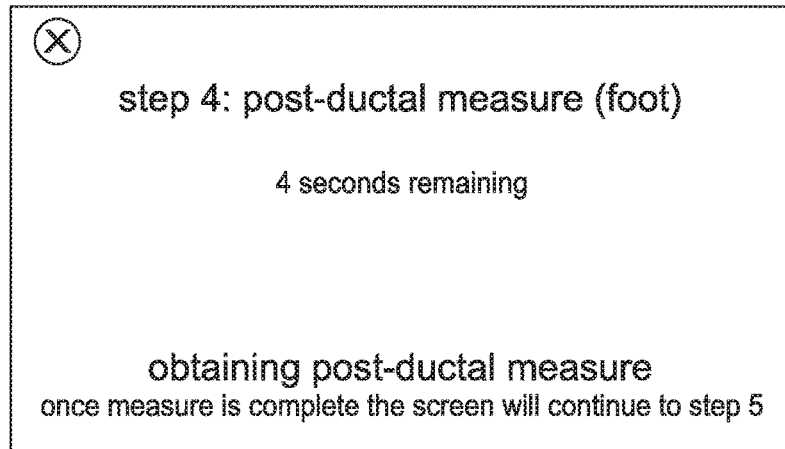 step 4: post-ductal measure (foot)
4 seconds remaining
obtaining post-ductal measure
once measure is complete the screen will continue to step 5